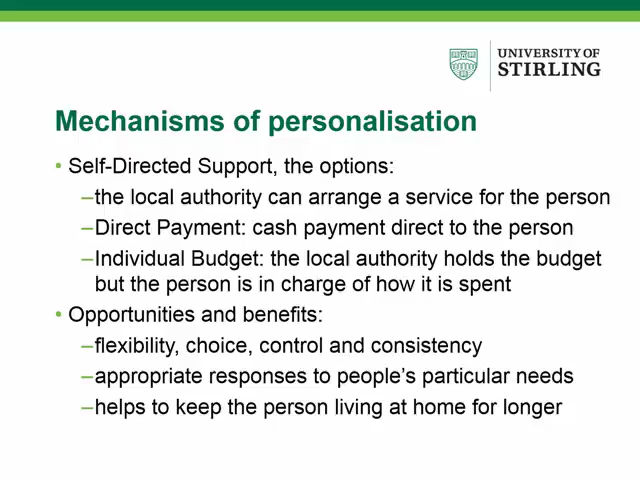 UNIVERSITY OF
STIRLING
Mechanisms of personalisation
• Self-Directed Support, the options:
–the local authority can arrange a service for the person
–Direct Payment: cash payment direct to the person
–Individual Budget: the local authority holds the budget
but the person is in charge of how it is spent
• Opportunities and benefits:
–flexibility, choice, control and consistency
–appropriate responses to people’s particular needs
–helps to keep the person living at home for longer